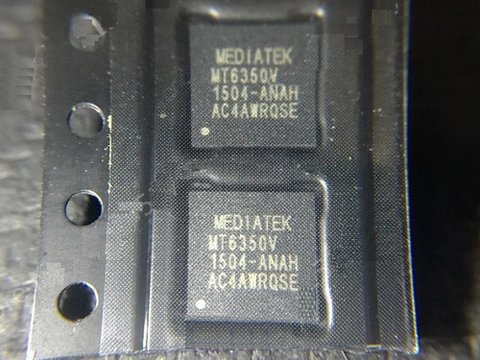 MEDIATEK
MT6350V
1504-ANAH
AC4AWRQSE
MEDIATEK
MT6350V
1504-ANAH
AC4AWRQSE